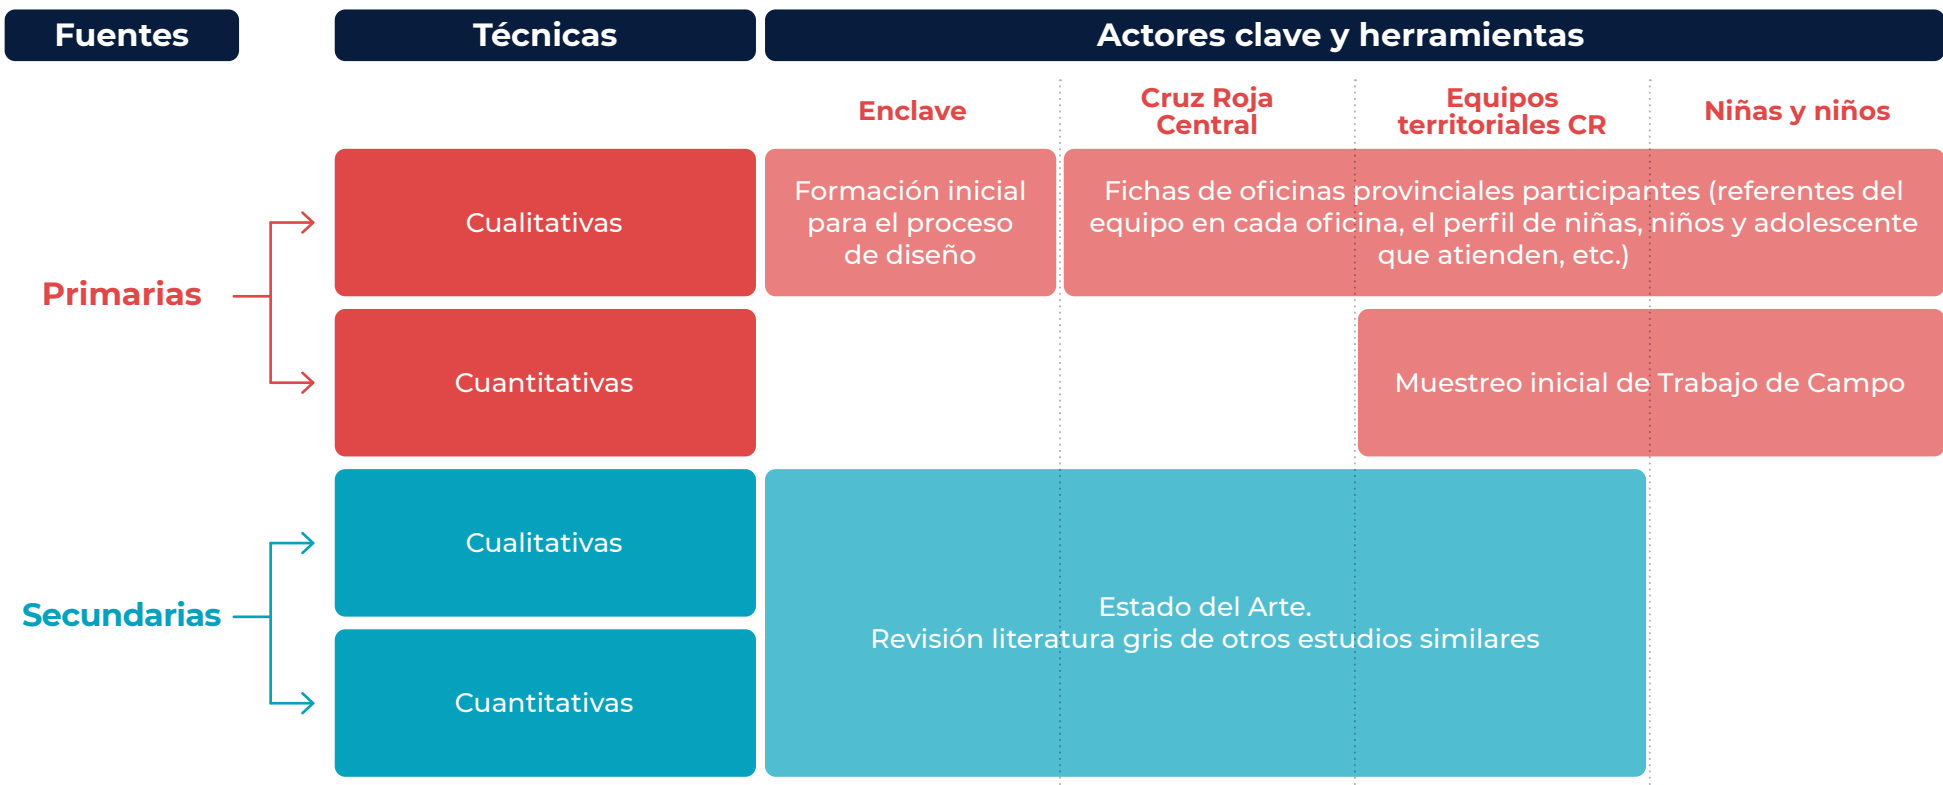 Fuentes
Técnicas
Actores clave y herramientas
Enclave
Cruz Roja
Central
Equipos
territoriales CR
Niñas y niños
Primarias
Cualitativas
Formación inicial
para el proceso
de diseño
Fichas de oficinas provinciales participantes (referentes del
equipo en cada oficina, el perfil de niñas, niños y adolescente
que atienden, etc.)
Cuantitativas
Muestreo inicial de Trabajo de Campo
Secundarias
Cualitativas
Cuantitativas
Estado del Arte.
Revisión literatura gris de otros estudios similares